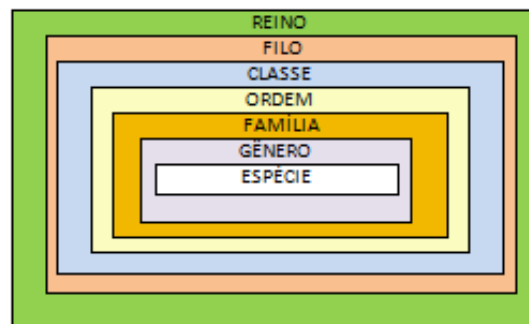 REINO
FILO
CLASSE
ORDEM
FAMÍLIA
GÊNERO
ESPÉCIE